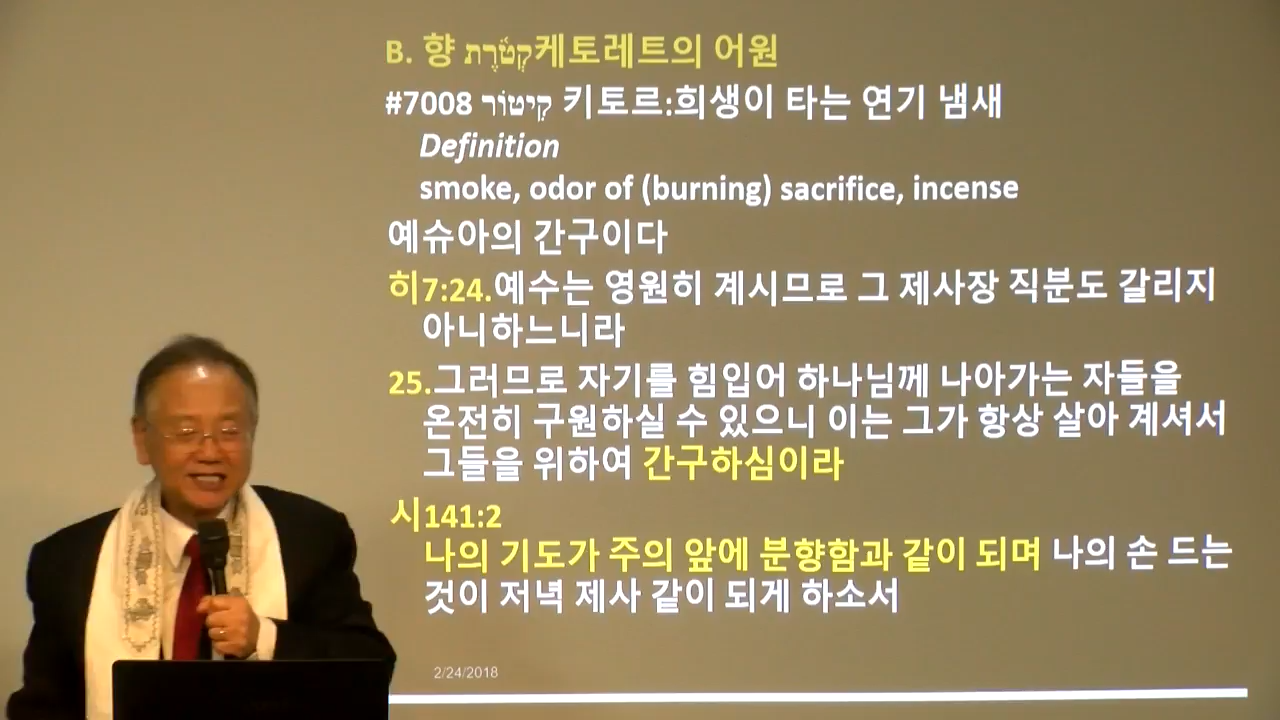 B. 향 קְטֹרֶת케토레트의 어원
#7008 קִיטוֹר 키토르:희생이 타는 연기 냄새
Definition
smoke, odor of (burning) sacrifice, incense
예슈아의 간구이다
히7:24.예수는 영원히 계시므로 그 제사장 직분도 갈리지
아니하느니라
25.그러므로 자기를 힘입어 하나님께 나아가는 자들을
온전히 구원하실 수 있으니 이는 그가 항상 살아 계셔서
그들을 위하여 간구하심이라
시141:2
나의 기도가 주의 앞에 분향함과 같이 되며 나의 손 드는
것이 저녁 제사 같이 되게 하소서
2/24/2018